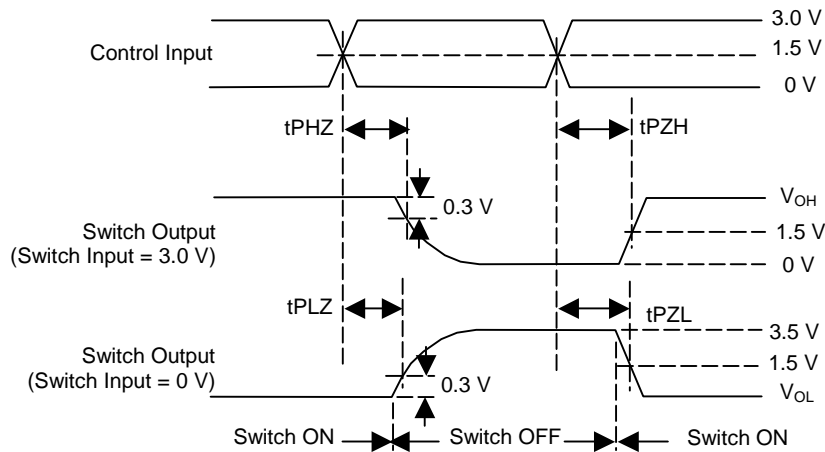 3.0 V
Control Input
1.5 V
0 V
tPHZ
tPZH
0.3 V
VOH
Switch Output
(Switch Input = 3.0 V)
1.5 V
0 V
tPLZ
tPZL
3.5 V
Switch Output
(Switch Input = 0 V)
1.5 V
0.3 V
VOL
Switch ON
Switch OFF
Switch ON